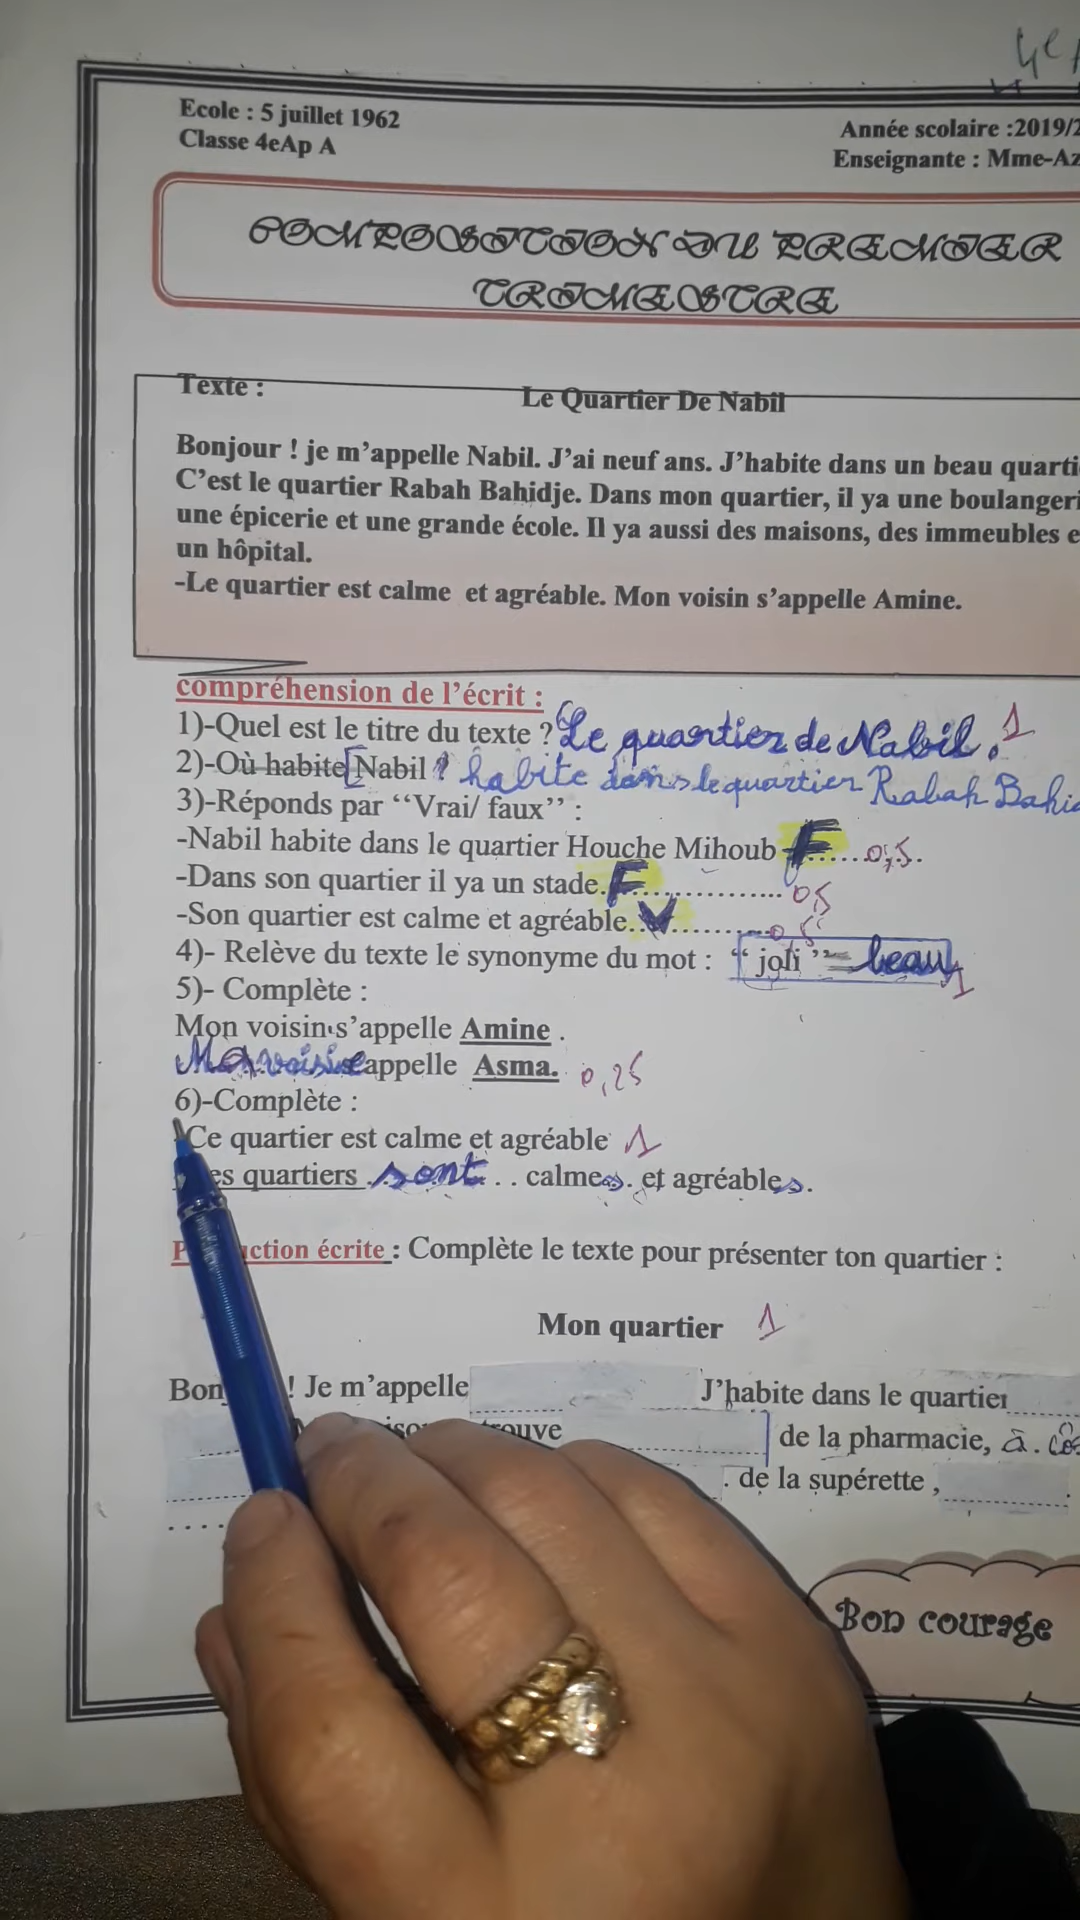 4e
Ecole : 5 juillet 1962
Classe 4eAp A
Année scolaire :2019/2
Enseignante : Mme-Az
COMPOSITION DU PREMIER
TRIMESTRE
Texte :
Le Quartier De Nabil
Bonjour ! je m’appelle Nabil. J’ai neuf ans. J’habite dans un beau quarti
C’est le quartier Rabah Bahidje. Dans mon quartier, il ya une boulangeri
une épicerie et une grande école. Il ya aussi des maisons, des immeubles e
un hôpital.
-Le quartier est calme et agréable. Mon voisin s’appelle Amine.
compréhension de l’écrit :
1)-Quel est le titre du texte ? Le quartier de Nabil. 1
2)-Où habite Nabil ? habite dans le quartier Rabah Bahi
3)-Réponds par “Vrai/ faux” :
-Nabil habite dans le quartier Houche Mihoub F ..... 0,5.
-Dans son quartier il ya un stade. F ............... 0,5
-Son quartier est calme et agréable.. V .......... 0,5
4)- Relève du texte le synonyme du mot : “ joli ” = beau 1
5)- Complète :
Mon voisin s’appelle Amine .
Ma voisine appelle Asma. 0,25
6)-Complète :
Ce quartier est calme et agréable 1
es quartiers sont .. calmes. et agréables.
P ction écrite : Complète le texte pour présenter ton quartier :
Mon quartier 1
Bon ! Je m’appelle J’habite dans le quartier
ouve de la pharmacie, à. cô
. de la supérette , .
Bon courage